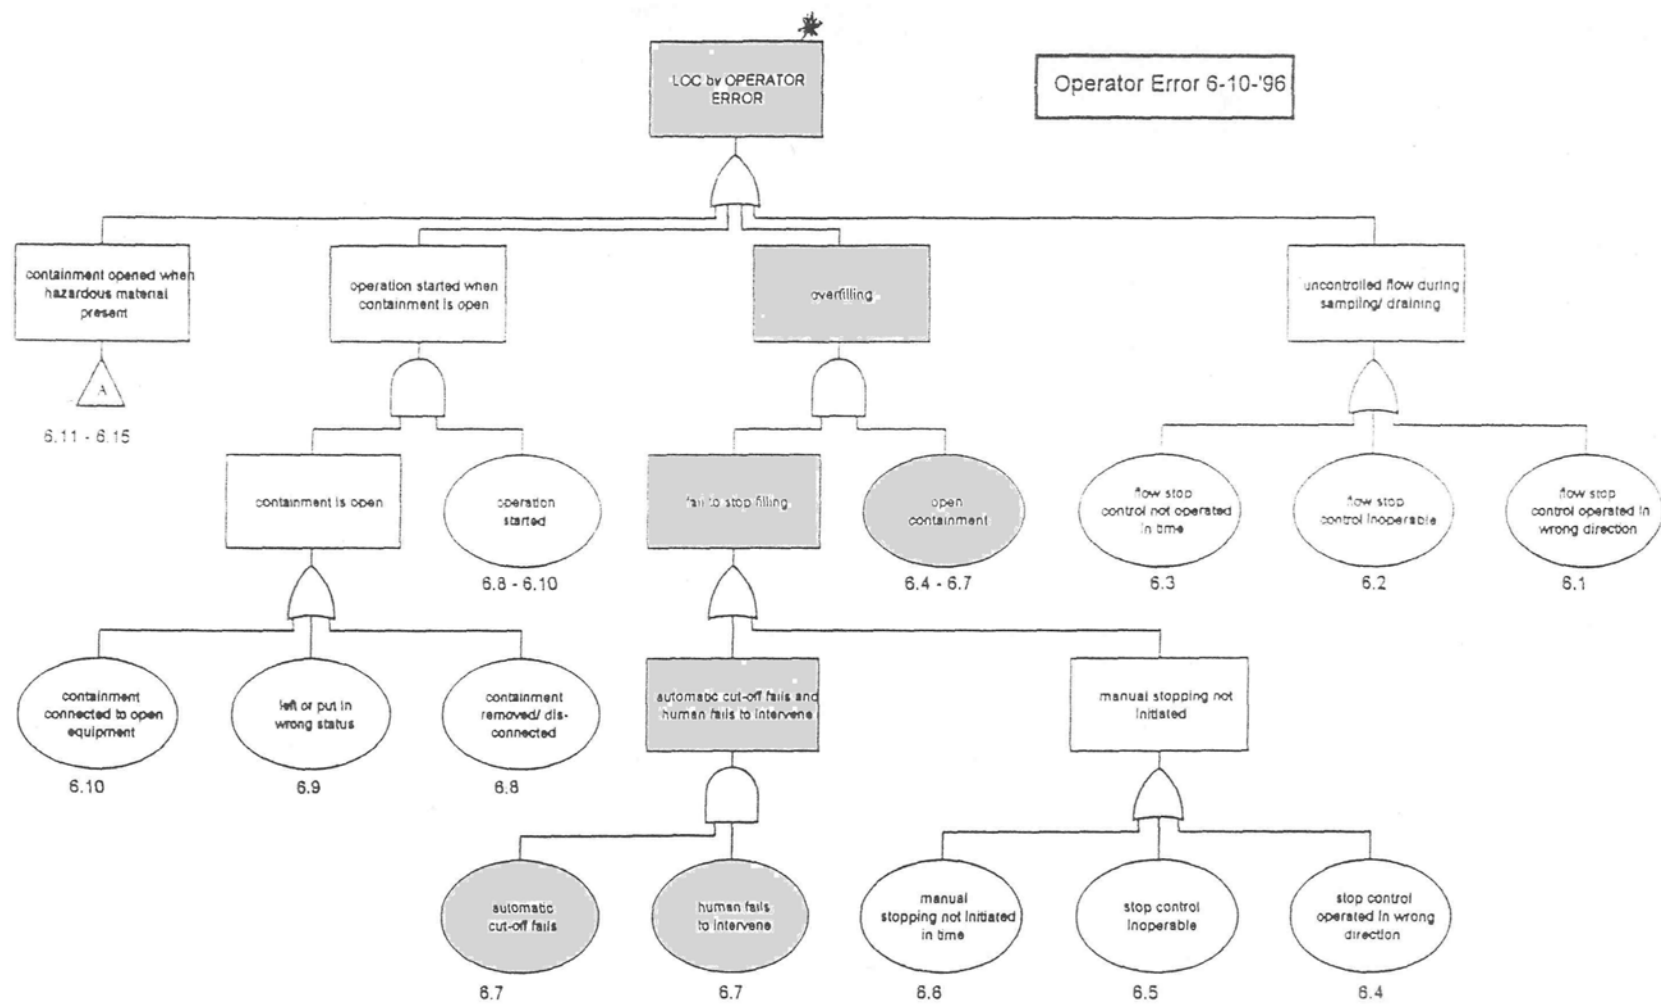 LOC by OPERATOR
ERROR
Operator Error 6-10-'96
containment opened when
hazardous material
present
operation started when
containment is open
overfilling
uncontrolled flow during
sampling/ draining
A
6.11 - 6.15
containment is open
operation
started
fail to stop filling
open
containment
flow stop
control not operated
in time
flow stop
control inoperable
flow stop
control operated in
wrong direction
6.8 - 6.10
6.4 - 6.7
6.3
6.2
6.1
containment
connected to open
equipment
left or put in
wrong status
containment
removed/ dis-
connected
automatic cut-off fails and
human fails to intervene
manual stopping not
initiated
6.10
6.9
6.8
automatic
cut-off fails
human fails
to intervene
manual
stopping not initiated
in time
stop control
inoperable
stop control
operated in wrong
direction
6.7
6.7
6.6
6.5
6.4